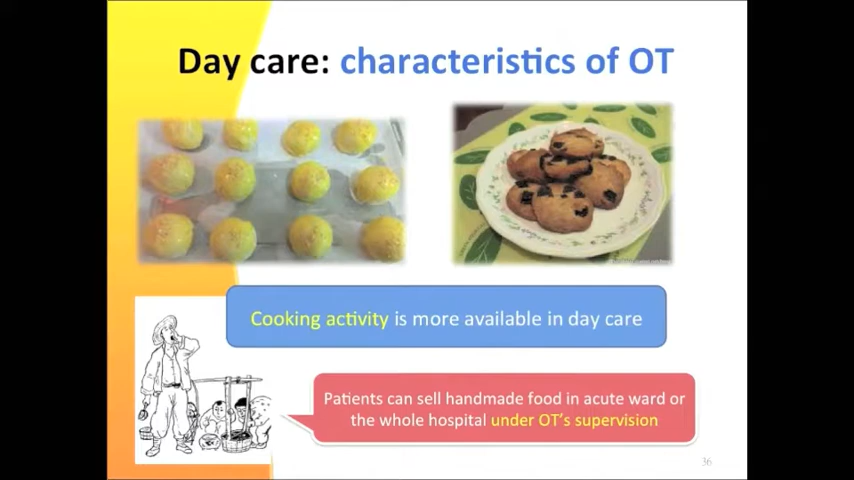 Day care: characteristics of OT
Cooking activity is more available in day care
Patients can sell handmade food in acute ward or
the whole hospital under OT's supervision
36